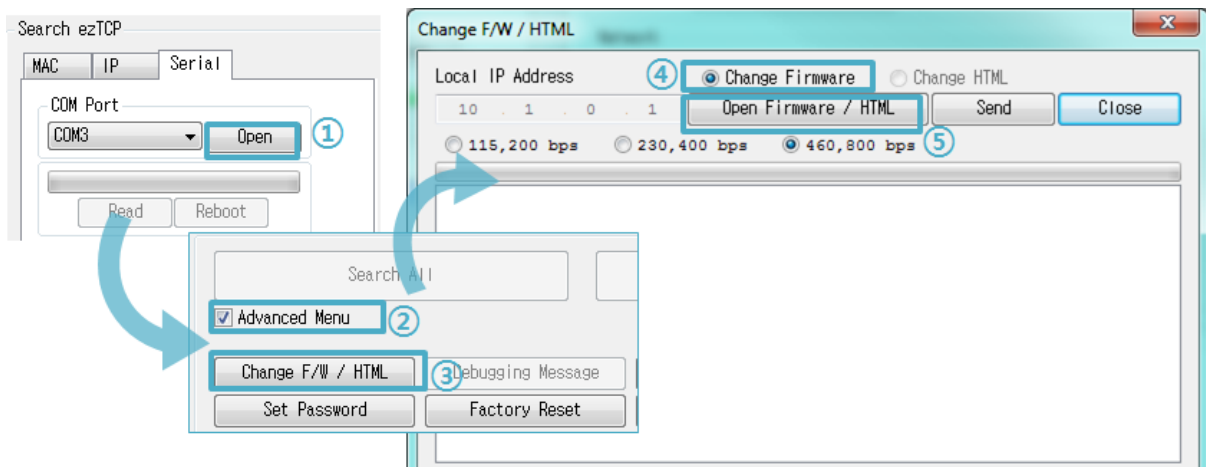 Search ezTCP
MAC IP Serial
COM Port
COM3 Open ①
Read Reboot
Search All
Advanced Menu ②
Change F/W / HTML ③ Debugging Message
Set Password Factory Reset
Change F/W / HTML
Local IP Address ④ Change Firmware Change HTML
10 . 1 . 0 . 1 Open Firmware / HTML Send Close
115,200 bps 230,400 bps 460,800 bps ⑤